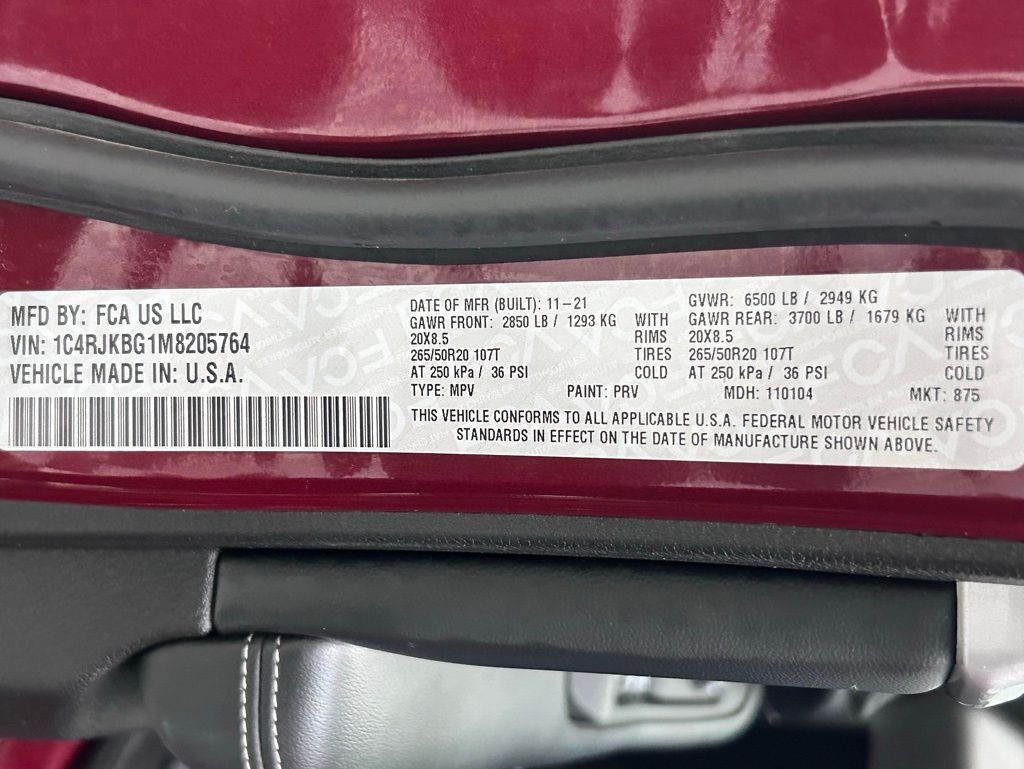 MFD BY: FCA US LLC
VIN: 1C4RJKBG1M8205764
VEHICLE MADE IN: U.S.A.
DATE OF MFR (BUILT): 11-21
GAWR FRONT: 2850 LB / 1293 KG WITH
20X8.5 RIMS
265/50R20 107T TIRES
AT 250 kPa / 36 PSI COLD
GVWR: 6500 LB / 2949 KG
GAWR REAR: 3700 LB / 1679 KG WITH
20X8.5 RIMS
265/50R20 107T TIRES
AT 250 kPa / 36 PSI COLD
TYPE: MPV PAINT: PRV MDH: 110104 MKT: 875
THIS VEHICLE CONFORMS TO ALL APPLICABLE U.S.A. FEDERAL MOTOR VEHICLE SAFETY
STANDARDS IN EFFECT ON THE DATE OF MANUFACTURE SHOWN ABOVE.